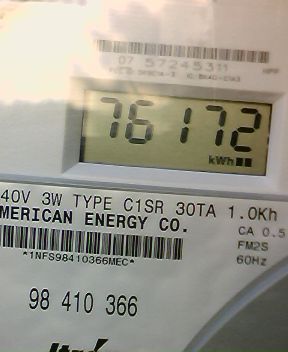 07 57245311
76172
kWh
40V 3W TYPE C1SR 30TA 1.0Kh
MERICAN ENERGY CO.
CA 0.5
FM2S
60Hz
*1NFS98410366MEC*
98 410 366